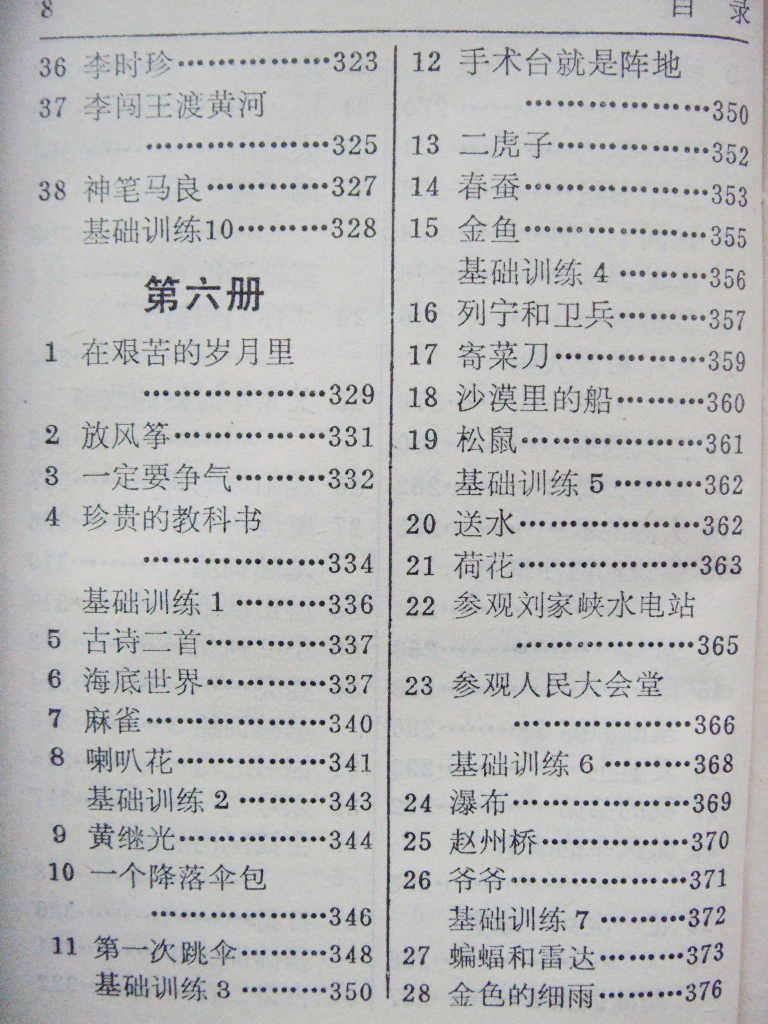 8
目 录
36 李时珍………………323
37 李闯王渡黄河
…………………325
38 神笔马良…………327
基础训练10………328
第六册
1 在艰苦的岁月里
…………………329
2 放风筝……………331
3 一定要争气………332
4 珍贵的教科书
…………………334
基础训练1 ………336
5 古诗二首…………337
6 海底世界…………337
7 麻雀………………340
8 喇叭花……………341
基础训练2 ………343
9 黄继光……………344
10 一个降落伞包
………………346
11 第一次跳伞………348
基础训练3 ………350
12 手术台就是阵地
…………………350
13 二虎子……………352
14 春蚕………………353
15 金鱼………………355
基础训练4 ………356
16 列宁和卫兵………357
17 寄菜刀……………359
18 沙漠里的船………360
19 松鼠………………361
基础训练5 ………362
20 送水………………362
21 荷花………………363
22 参观刘家峡水电站
…………………365
23 参观人民大会堂
…………………366
基础训练6 ………368
24 瀑布………………369
25 赵州桥……………370
26 爷爷………………371
基础训练7 ………372
27 蝙蝠和雷达………373
28 金色的细雨………376